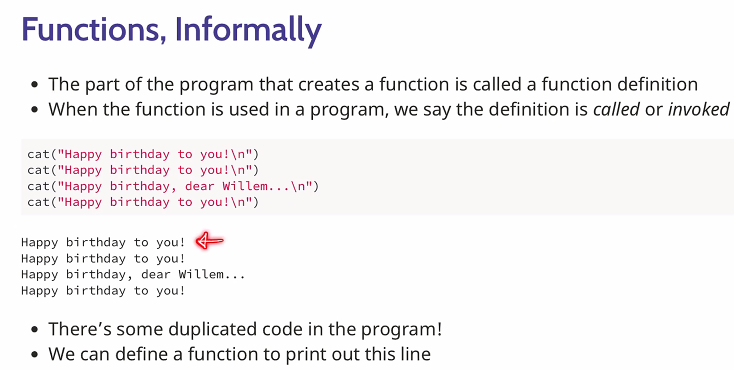 Functions, Informally
• The part of the program that creates a function is called a function definition
• When the function is used in a program, we say the definition is called or invoked
cat("Happy birthday to you!\n")
cat("Happy birthday to you!\n")
cat("Happy birthday, dear Willem...\n")
cat("Happy birthday to you!\n")
Happy birthday to you!
Happy birthday to you!
Happy birthday, dear Willem...
Happy birthday to you!
• There’s some duplicated code in the program!
• We can define a function to print out this line